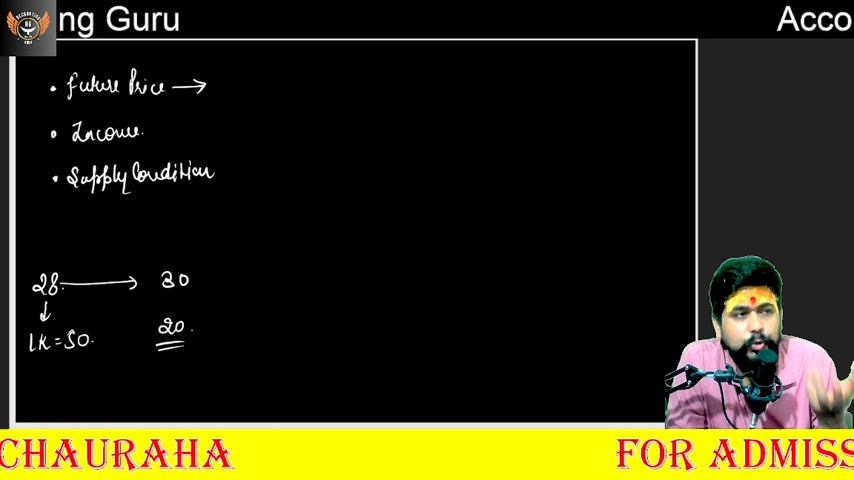 ng Guru
Acco
• Future Price →
• Income.
• Supply Condition
28. → 30
↓
1K = 50. 20.
CHAURAHA
FOR ADMISS